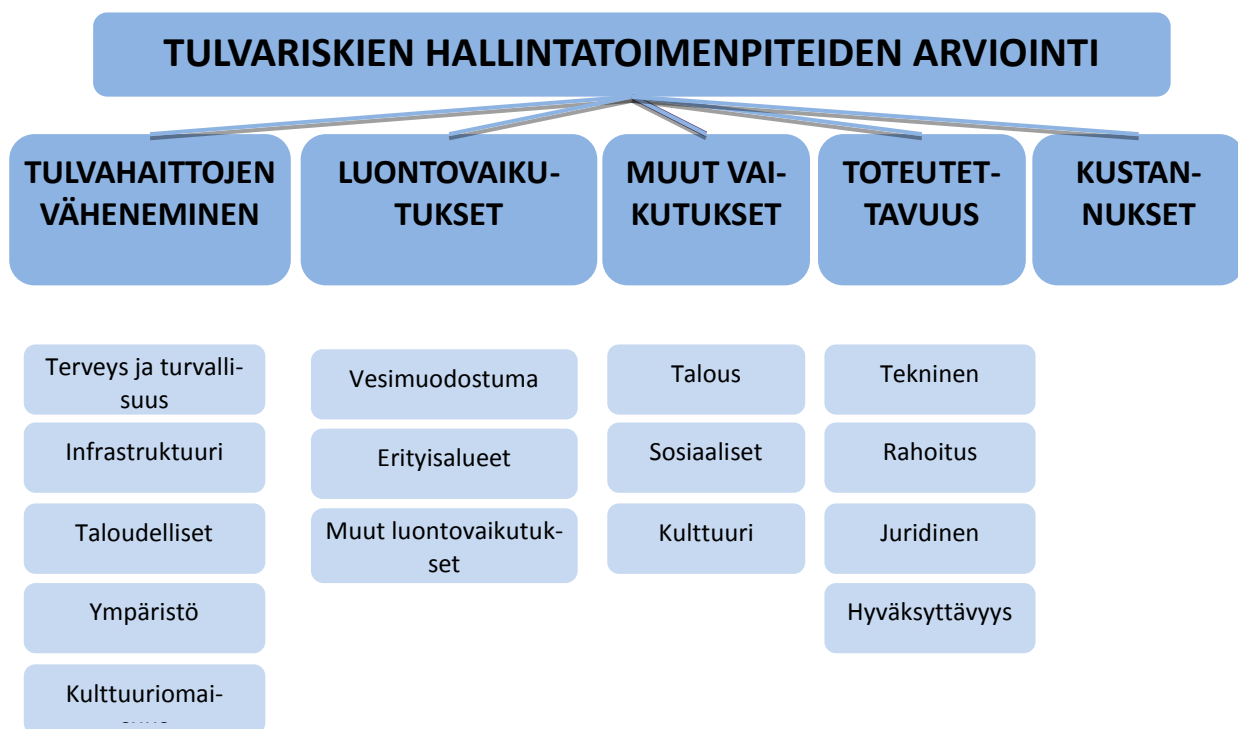 TULVARISKIEN HALLINTATOIMENPITEIDEN ARVIOINTI
TULVAHAITTOJEN
VÄHENEMINEN
LUONTOVAIKU-
TUKSET
MUUT VAI-
KUTUKSET
TOTEUTET-
TAVUUS
KUSTAN-
NUKSET
Terveys ja turvalli-
suus
Infrastruktuuri
Taloudelliset
Ympäristö
Kulttuuriomai-
Vesimuodostuma
Erityisalueet
Muut luontovaikutuk-
set
Talous
Sosiaaliset
Kulttuuri
Tekninen
Rahoitus
Juridinen
Hyväksyttävyys